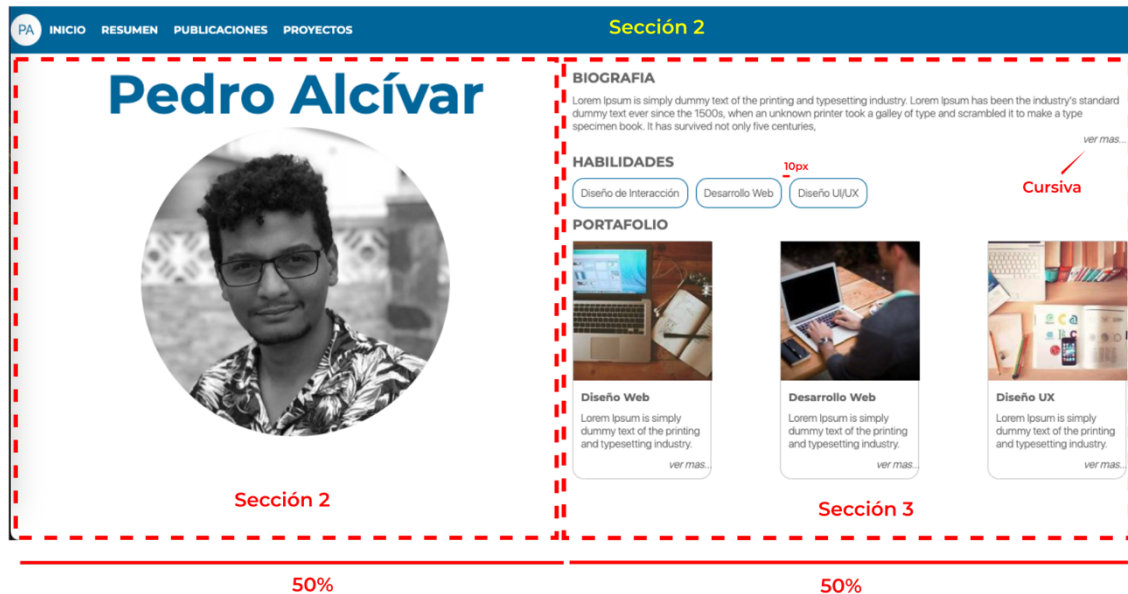 PA INICIO RESUMEN PUBLICACIONES PROYECTOS
Sección 2
Pedro Alcívar
Sección 2
BIOGRAFIA
Lorem Ipsum is simply dummy text of the printing and typesetting industry. Lorem Ipsum has been the industry's standard
dummy text ever since the 1500s, when an unknown printer took a galley of type and scrambled it to make a type
specimen book. It has survived not only five centuries,
ver mas...
Cursiva
HABILIDADES
10px
Diseño de Interacción
Desarrollo Web
Diseño UI/UX
PORTAFOLIO
Diseño Web
Lorem Ipsum is simply
dummy text of the printing
and typesetting industry.
ver mas...
Desarrollo Web
Lorem Ipsum is simply
dummy text of the printing
and typesetting industry.
ver mas...
Diseño UX
Lorem Ipsum is simply
dummy text of the printing
and typesetting industry.
ver mas...
Sección 3
50%
50%